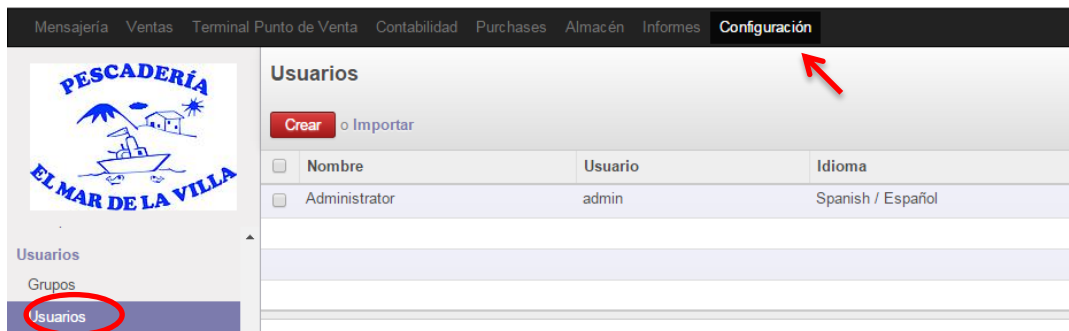 Mensajería Ventas Terminal Punto de Venta Contabilidad Purchases Almacén Informes Configuración
PESCADERÍA
EL MAR DE LA VILLA
Usuarios
Crear o Importar
Nombre Usuario Idioma
Administrator admin Spanish / Español
Usuarios
Grupos
Usuarios